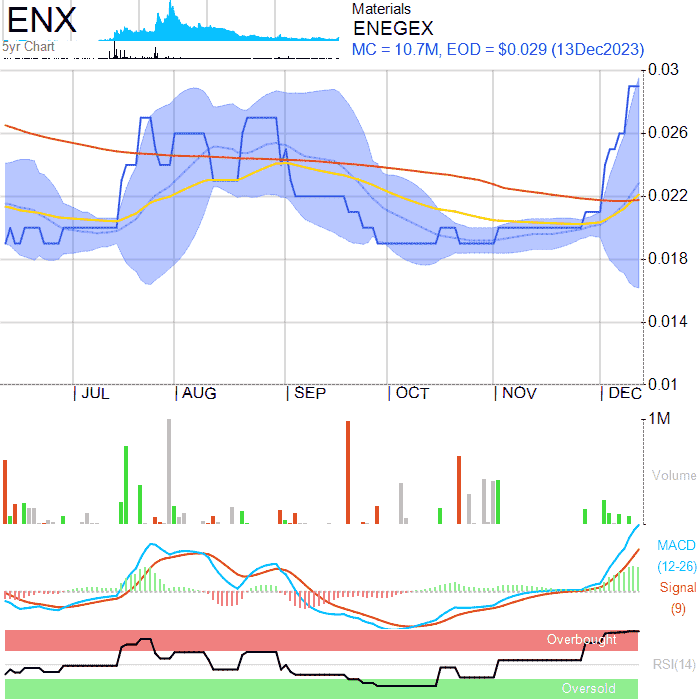 ENX
5yr Chart
Materials
ENEGEX
MC = 10.7M, EOD = $0.029 (13Dec2023)
0.03
0.026
0.022
0.018
0.014
0.01
| JUL | AUG | SEP | OCT | NOV | DEC
1M
Volume
MACD
(12-26)
Signal
(9)
Overbought
RSI(14)
Oversold